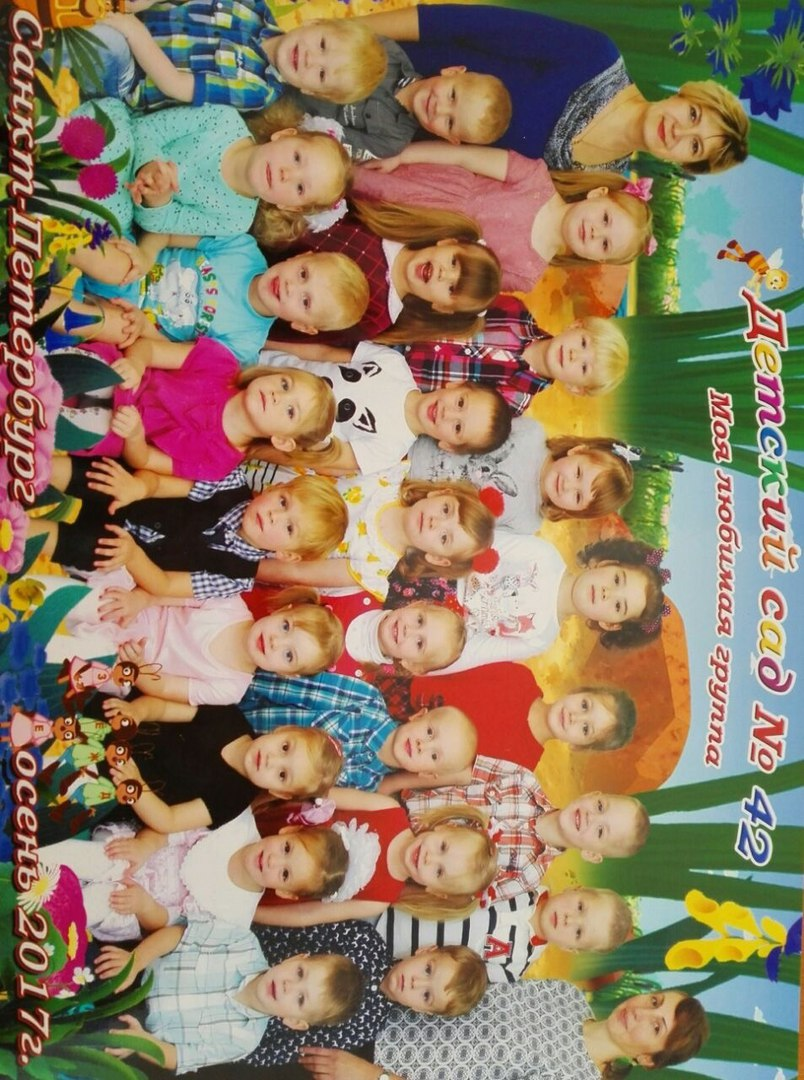 Детский сад № 42
Моя любимая группа
Санкт-Петербург
осень 2017г.